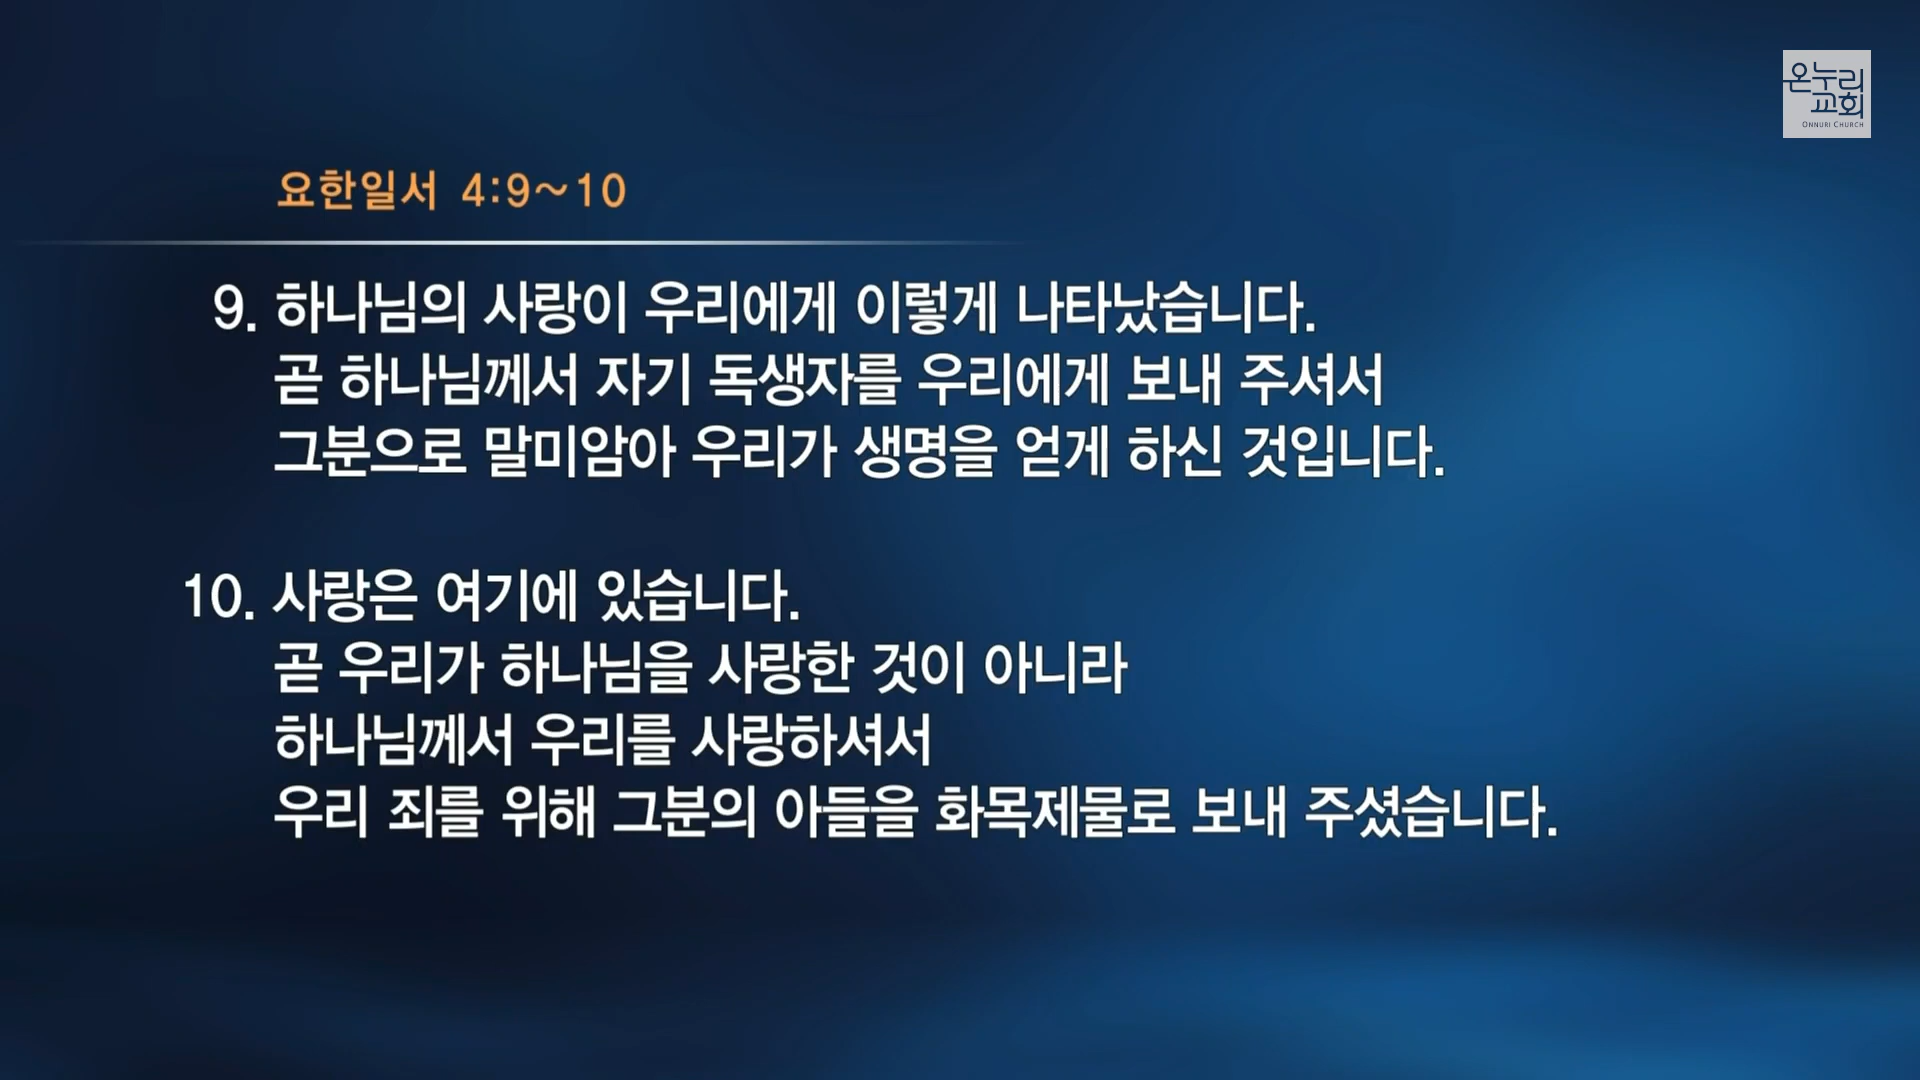 온누리
교회
ONNURI CHURCH
요한일서 4:9~10
9. 하나님의 사랑이 우리에게 이렇게 나타났습니다.
곧 하나님께서 자기 독생자를 우리에게 보내 주셔서
그분으로 말미암아 우리가 생명을 얻게 하신 것입니다.
10. 사랑은 여기에 있습니다.
곧 우리가 하나님을 사랑한 것이 아니라
하나님께서 우리를 사랑하셔서
우리 죄를 위해 그분의 아들을 화목제물로 보내 주셨습니다.